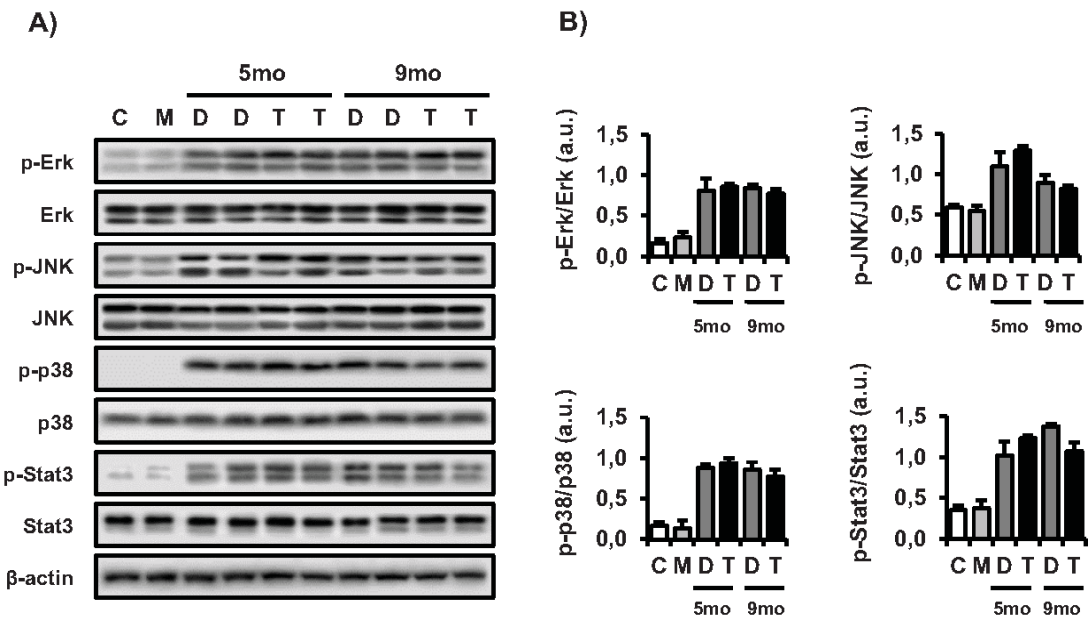 A)
5mo 9mo
C M D D T T D D T T
p-Erk
Erk
p-JNK
JNK
p-p38
p38
p-Stat3
Stat3
β-actin
B)
p-Erk/Erk (a.u.)
1,5
1,0
0,5
0,0
C M D T D T
5mo 9mo
p-JNK/JNK (a.u.)
1,5
1,0
0,5
0,0
C M D T D T
5mo 9mo
p-p38/p38 (a.u.)
1,5
1,0
0,5
0,0
C M D T D T
5mo 9mo
p-Stat3/Stat3 (a.u.)
1,5
1,0
0,5
0,0
C M D T D T
5mo 9mo